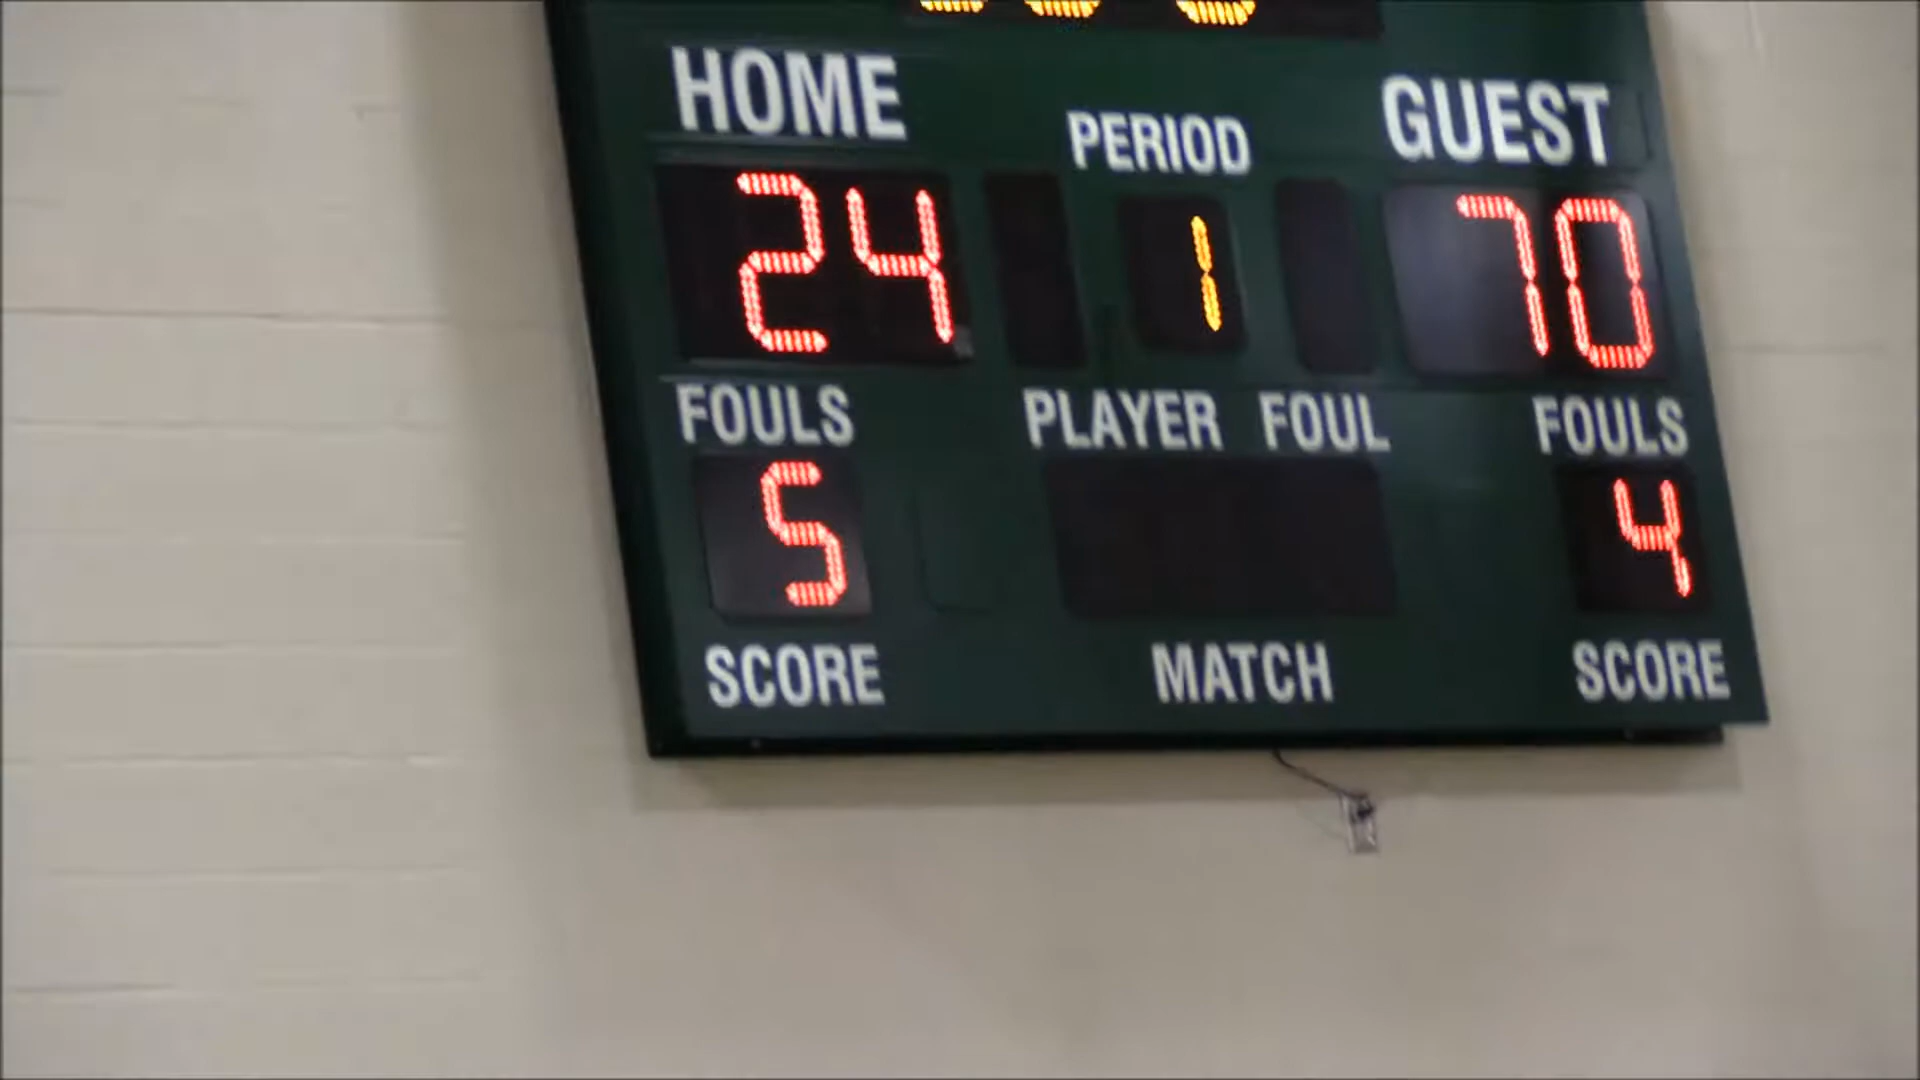 HOME PERIOD GUEST
24 1 70
FOULS PLAYER FOUL FOULS
5 4
SCORE MATCH SCORE